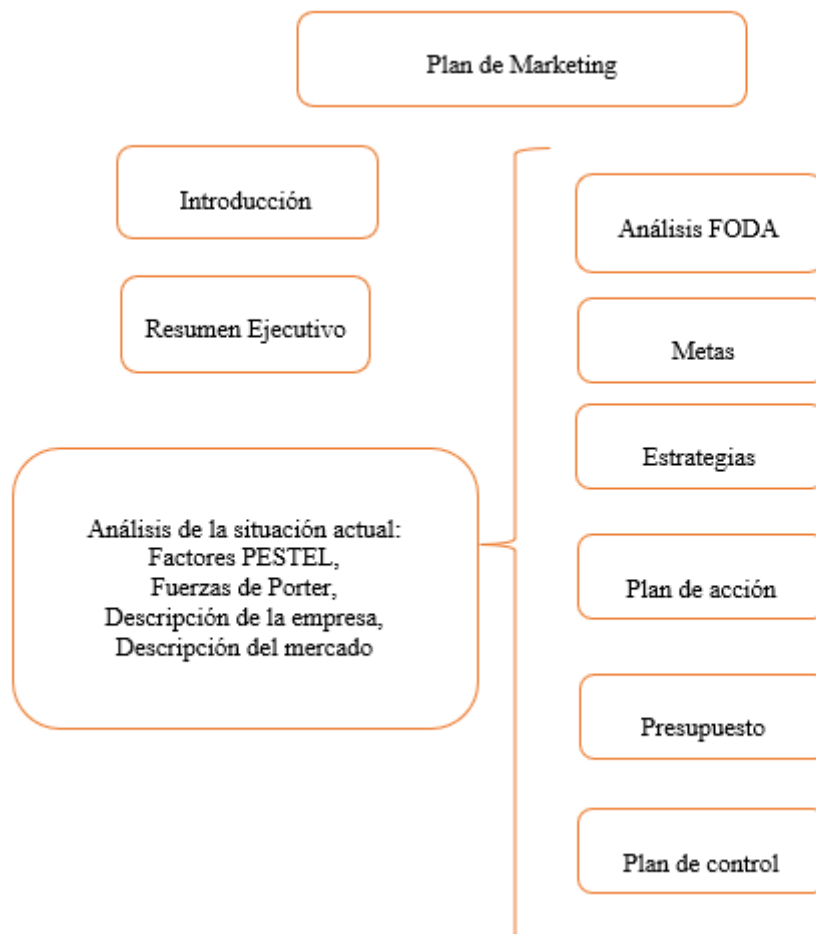 Plan de Marketing
Introducción
Resumen Ejecutivo
Análisis de la situación actual:
Factores PESTEL,
Fuerzas de Porter,
Descripción de la empresa,
Descripción del mercado
Análisis FODA
Metas
Estrategias
Plan de acción
Presupuesto
Plan de control